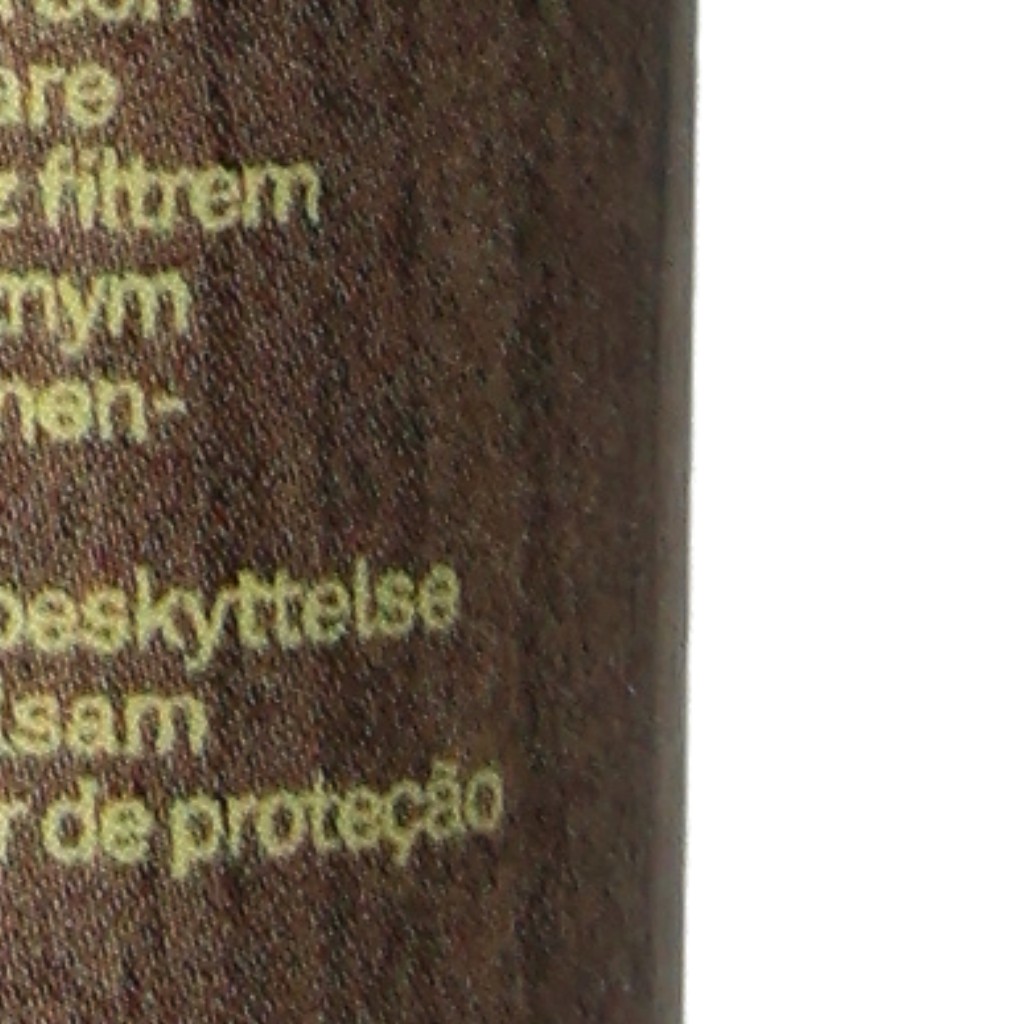 are
z filtrem
nym
nen-
beskyttelse
lsam
r de proteção